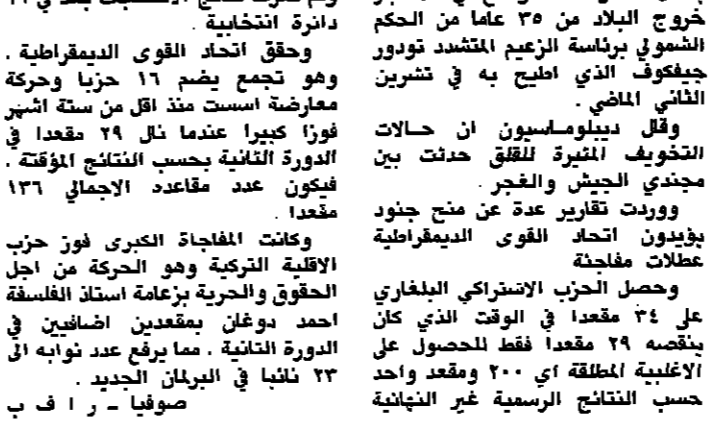 خروج البلاد من ٣٥ عاما من الحكم
الشمولي برئاسة الزعيم المتشدد تودور
جيفكوف الذي اطيح به في تشرين
الثاني الماضي .
وقال ديبلوماسيون ان حالات
التخويف المثيرة للقلق حدثت بين
مجندي الجيش والغجر .
ووردت تقارير عدة عن منح جنود
يؤيدون اتحاد القوى الديمقراطية
عطلات مفاجئة
وحصل الحزب الاشتراكي البلغاري
على ٣٤ مقعدا في الوقت الذي كان
ينقصه ٢٩ مقعدا فقط للحصول على
الاغلبية المطلقة اي ٢٠٠ ومقعد واحد
حسب النتائج الرسمية غير النهائية
دائرة انتخابية .
وحقق اتحاد القوى الديمقراطية ،
وهو تجمع يضم ١٦ حزبا وحركة
معارضة اسست منذ اقل من ستة اشهر
فوزا كبيرا عندما نال ٢٩ مقعدا في
الدورة الثانية بحسب النتائج المؤقتة ،
فيكون عدد مقاعده الاجمالي ١٣٦
مقعدا .
وكانت المفاجاة الكبرى فوز حزب
الاقلية التركية وهو الحركة من اجل
الحقوق والحرية بزعامة استاذ الفلسفة
احمد دوغان بمقعدين اضافيين في
الدورة الثانية ، مما يرفع عدد نوابه الى
٢٣ نائبا في البرلمان الجديد .
صوفيا - ر ا ف ب